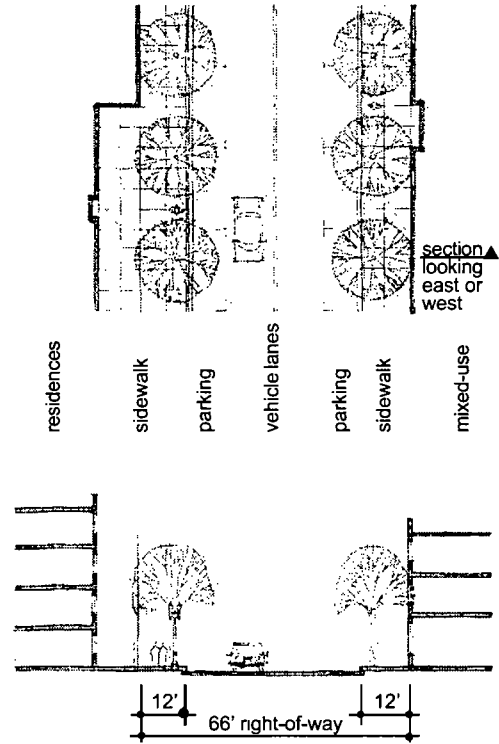 section
looking
east or
west
residences
sidewalk
parking
vehicle lanes
parking
sidewalk
mixed-use
12'
12'
66' right-of-way